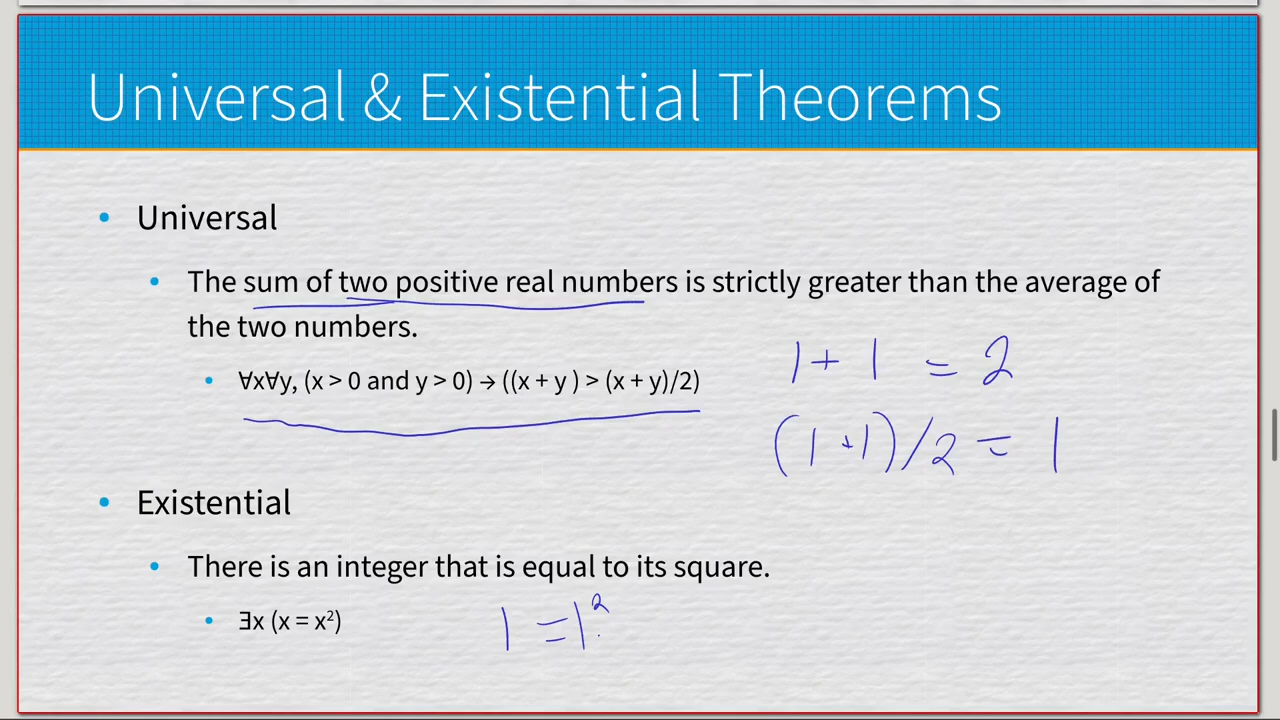 Universal & Existential Theorems
• Universal
• The sum of two positive real numbers is strictly greater than the average of
the two numbers.
1 + 1 = 2
• ∀x∀y, (x > 0 and y > 0) → ((x + y ) > (x + y)/2)
(1 + 1)/2 = 1
• Existential
• There is an integer that is equal to its square.
• ∃x (x = x²)
1 = 1²